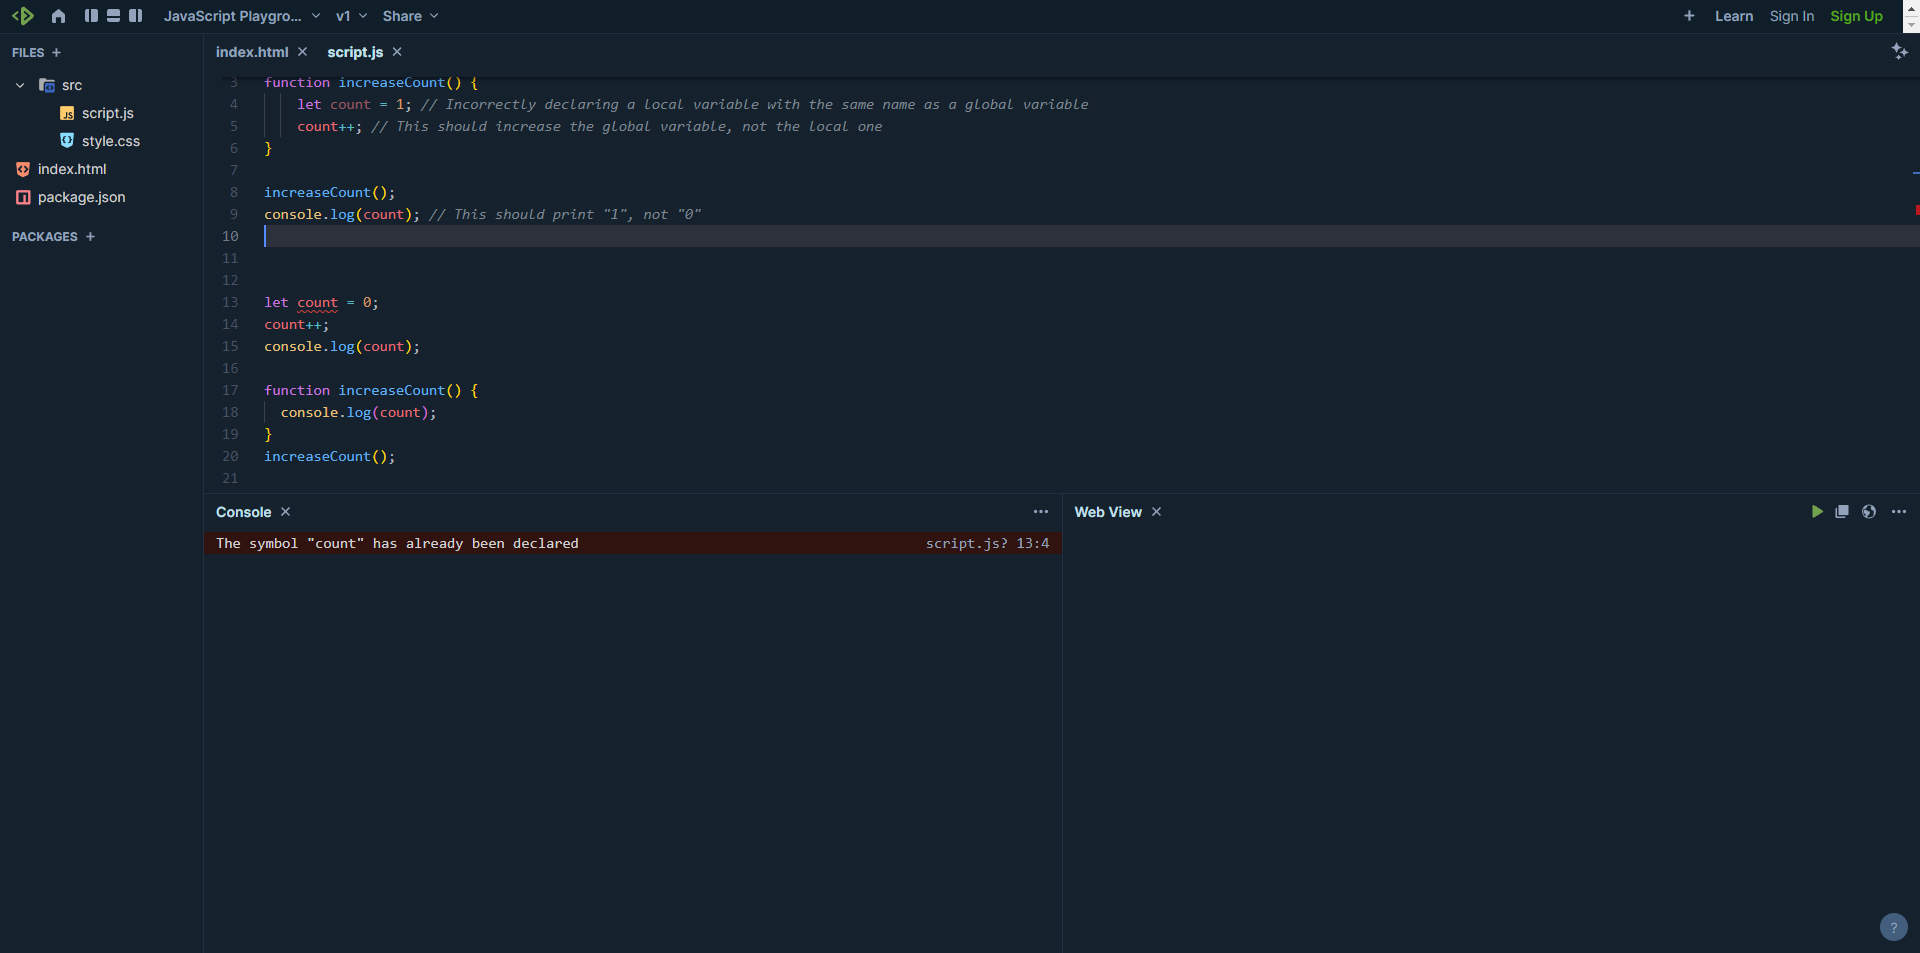 JavaScript Playgro... v1 Share + Learn Sign In Sign Up
FILES +
src
script.js
style.css
index.html
package.json
PACKAGES +
index.html script.js
3 function increaseCount() {
4 let count = 1; // Incorrectly declaring a local variable with the same name as a global variable
5 count++; // This should increase the global variable, not the local one
6 }
7
8 increaseCount();
9 console.log(count); // This should print "1", not "0"
10
11
12
13 let count = 0;
14 count++;
15 console.log(count);
16
17 function increaseCount() {
18 console.log(count);
19 }
20 increaseCount();
21
Console
The symbol "count" has already been declared script.js? 13:4
Web View
?